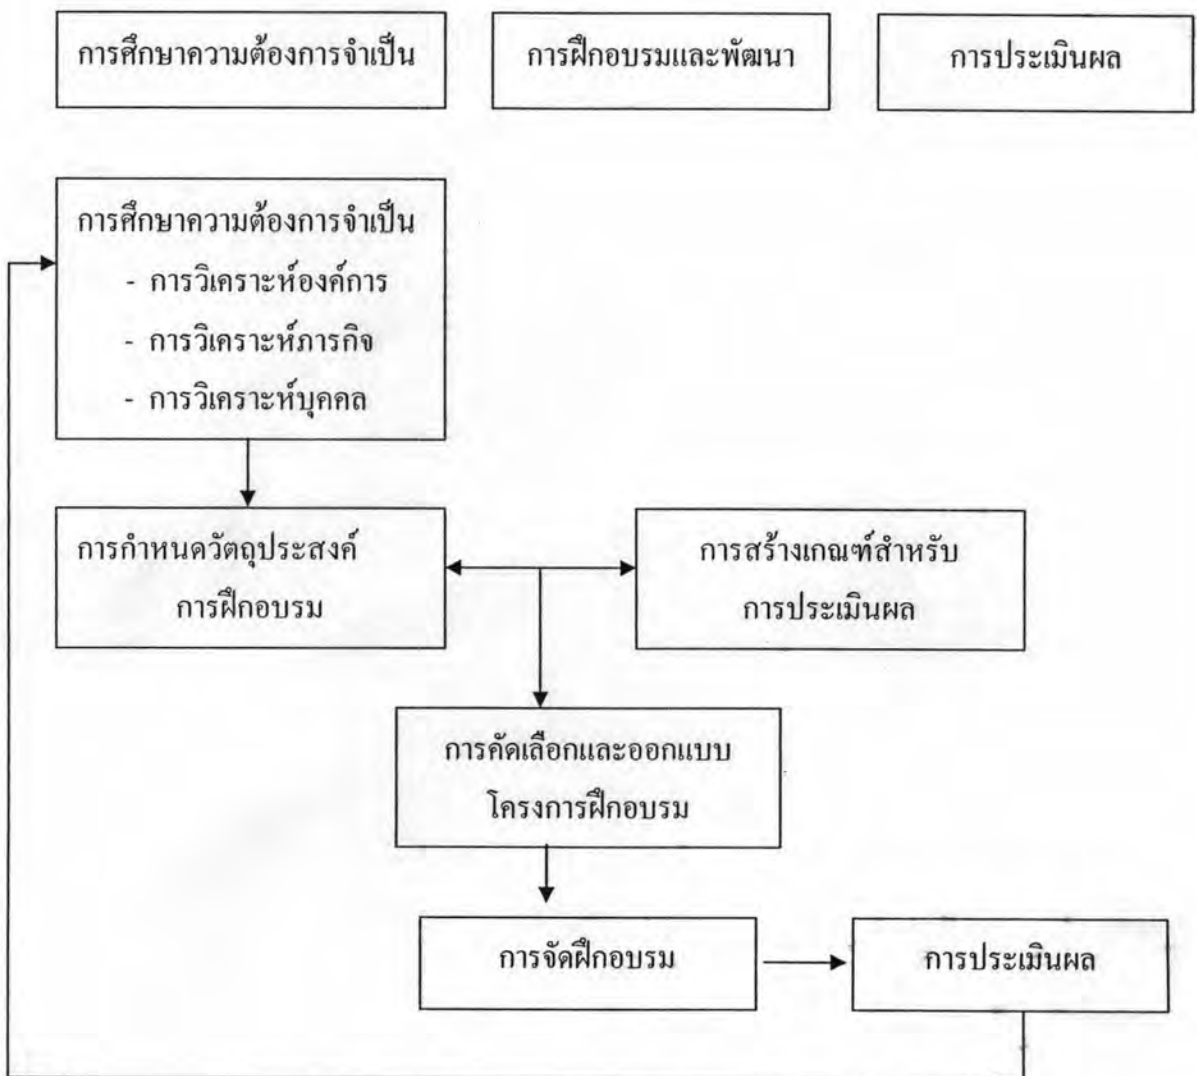 การศึกษาความต้องการจำเป็น
การฝึกอบรมและพัฒนา
การประเมินผล
การศึกษาความต้องการจำเป็น
- การวิเคราะห์องค์การ
- การวิเคราะห์ภารกิจ
- การวิเคราะห์บุคคล
การกำหนดวัตถุประสงค์
การฝึกอบรม
การสร้างเกณฑ์สำหรับ
การประเมินผล
การคัดเลือกและออกแบบ
โครงการฝึกอบรม
การจัดฝึกอบรม
การประเมินผล